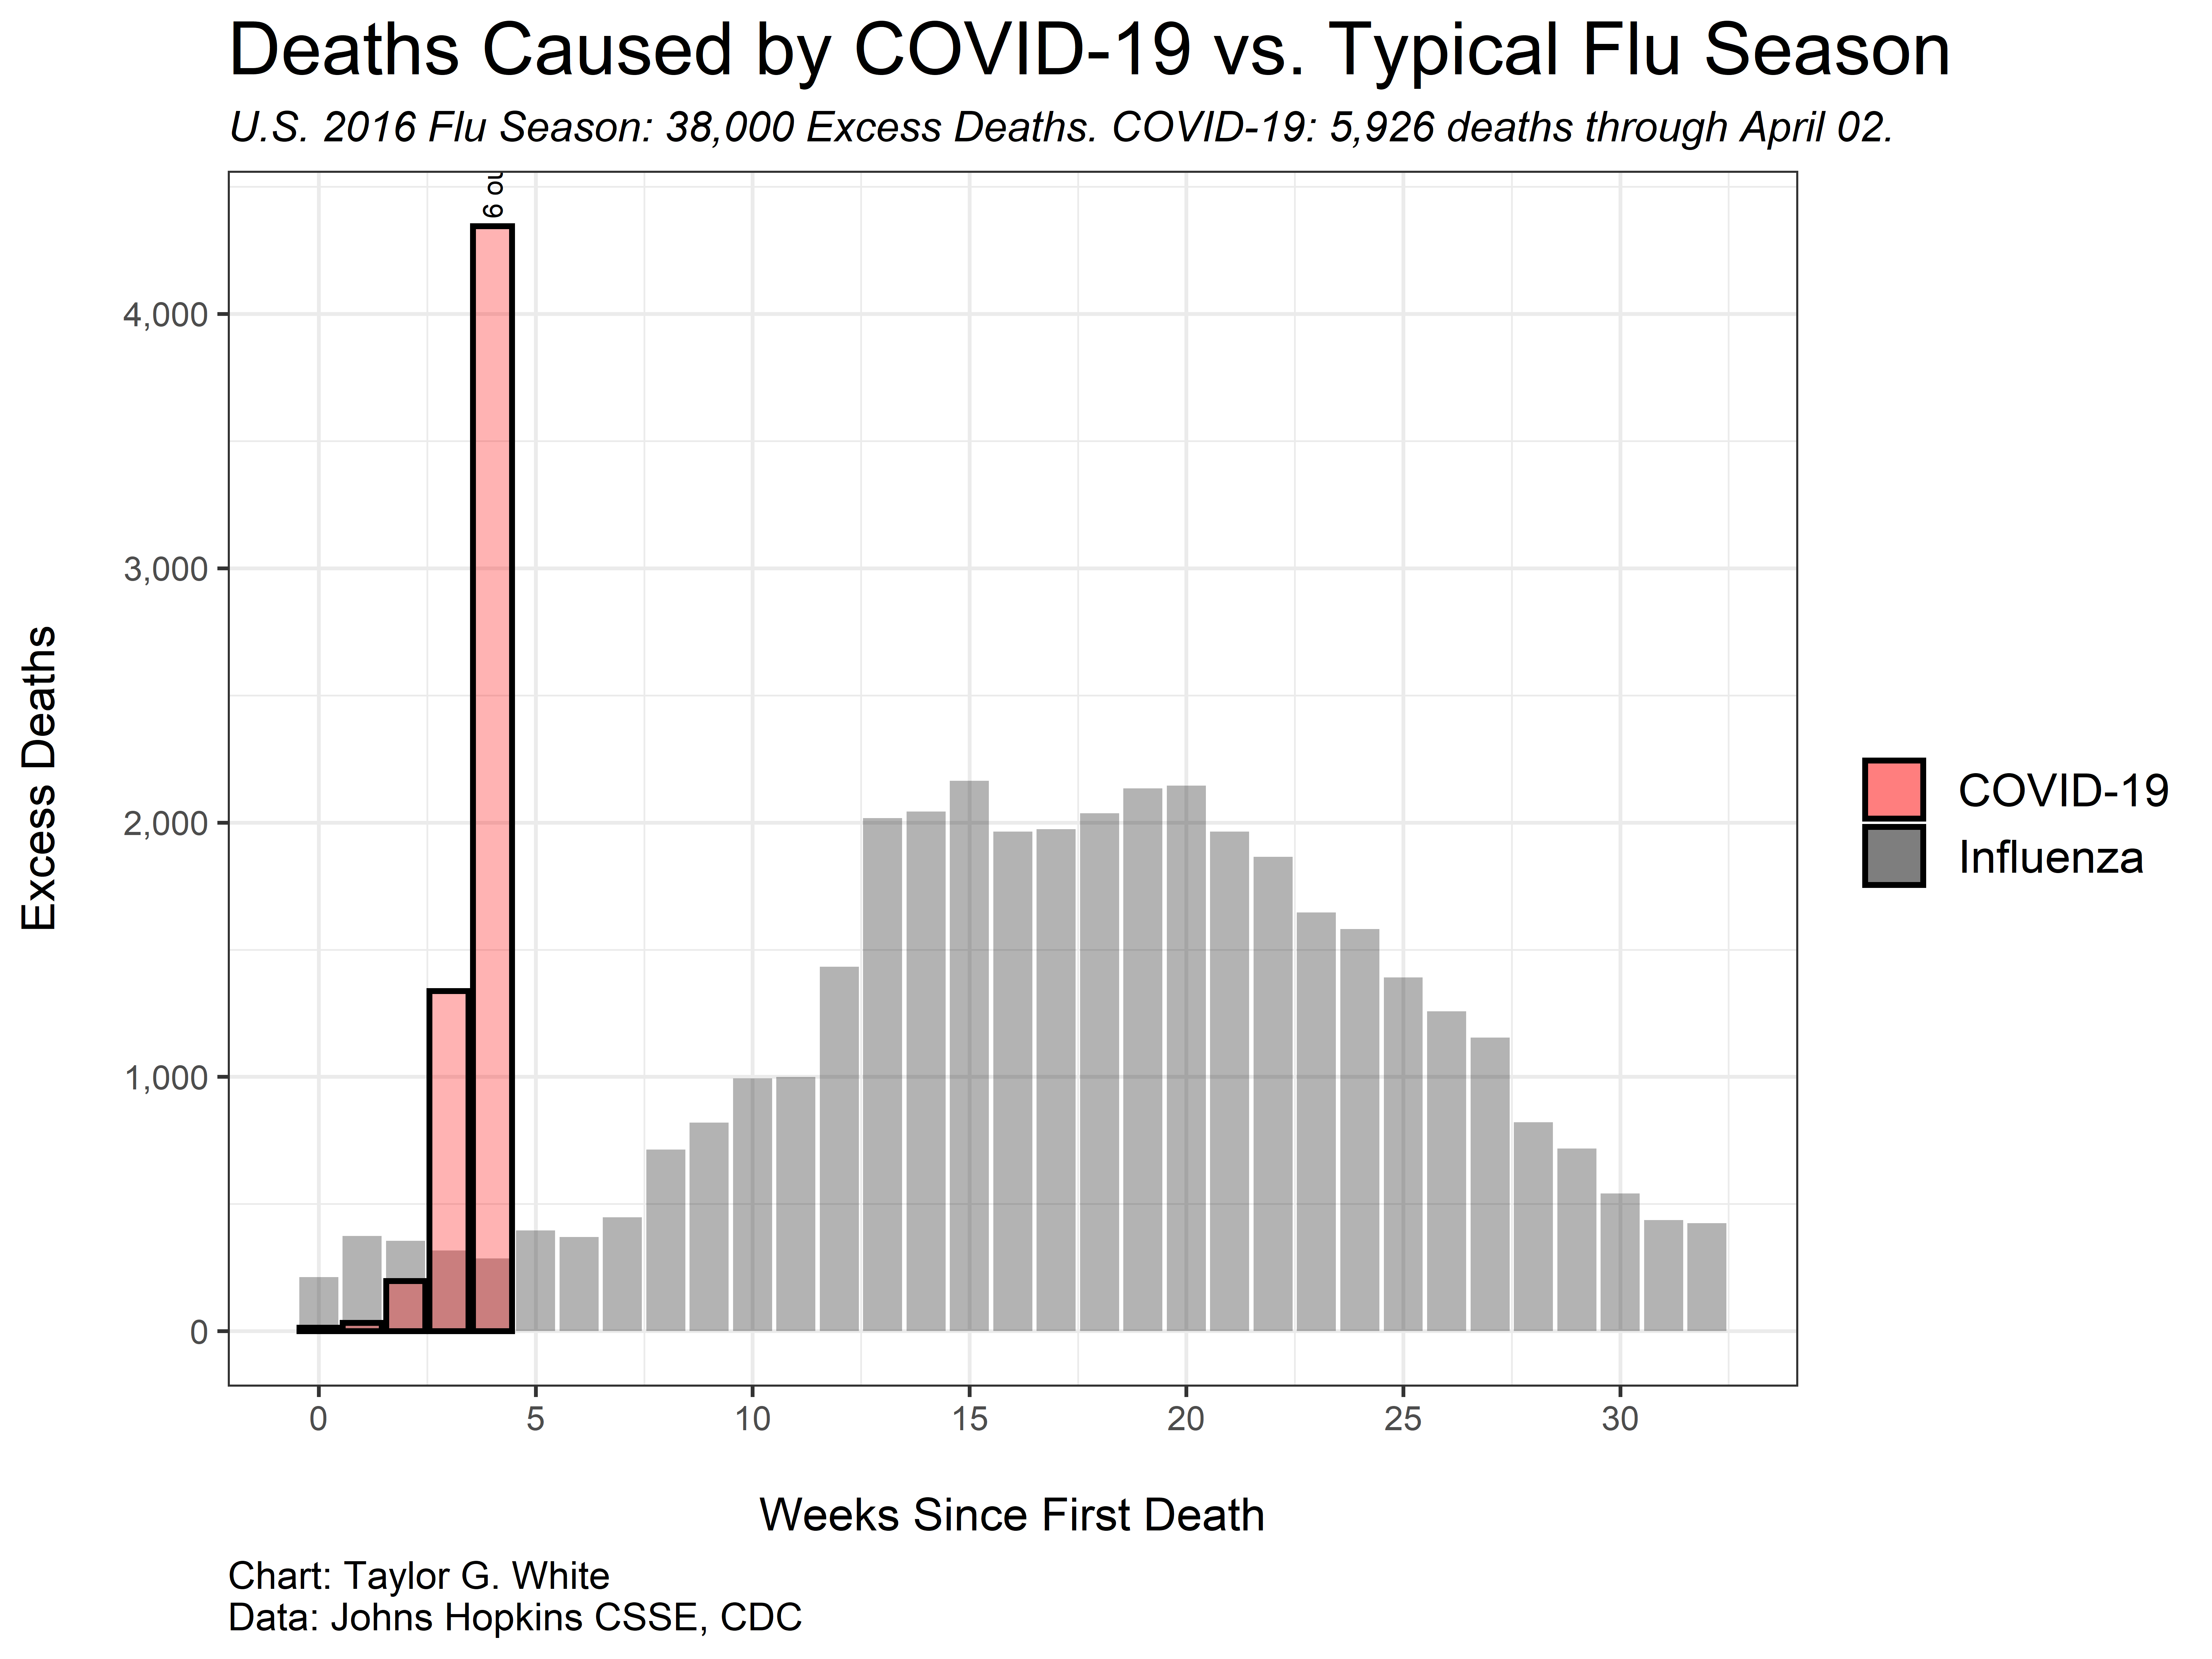 Deaths Caused by COVID-19 vs. Typical Flu Season
U.S. 2016 Flu Season: 38,000 Excess Deaths. COVID-19: 5,926 deaths through April 02.
6 ou
4,000
3,000
2,000
1,000
0
Excess Deaths
COVID-19
Influenza
0 5 10 15 20 25 30
Weeks Since First Death
Chart: Taylor G. White
Data: Johns Hopkins CSSE, CDC